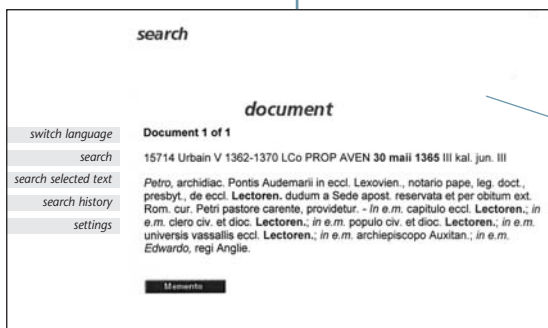 search
document
switch language
search
search selected text
search history
settings
Document 1 of 1
15714 Urbain V 1362-1370 LCo PROP AVEN 30 maii 1365 III kal. jun. III
Petro, archidiac. Pontis Audemarii in eccl. Lexovien., notario pape, leg. doct.,
presbyt., de eccl. Lectoren. dudum a Sede apost. reservata et per obitum ext.
Rom. cur. Petri pastore carente, providetur. - In e.m. capitulo eccl. Lectoren.; in
e.m. clero civ. et dioc. Lectoren.; in e.m. populo civ. et dioc. Lectoren.; in e.m.
universis vassallis eccl. Lectoren.; in e.m. archiepiscopo Auxitan.; in e.m.
Edwardo, regi Anglie.
Memento